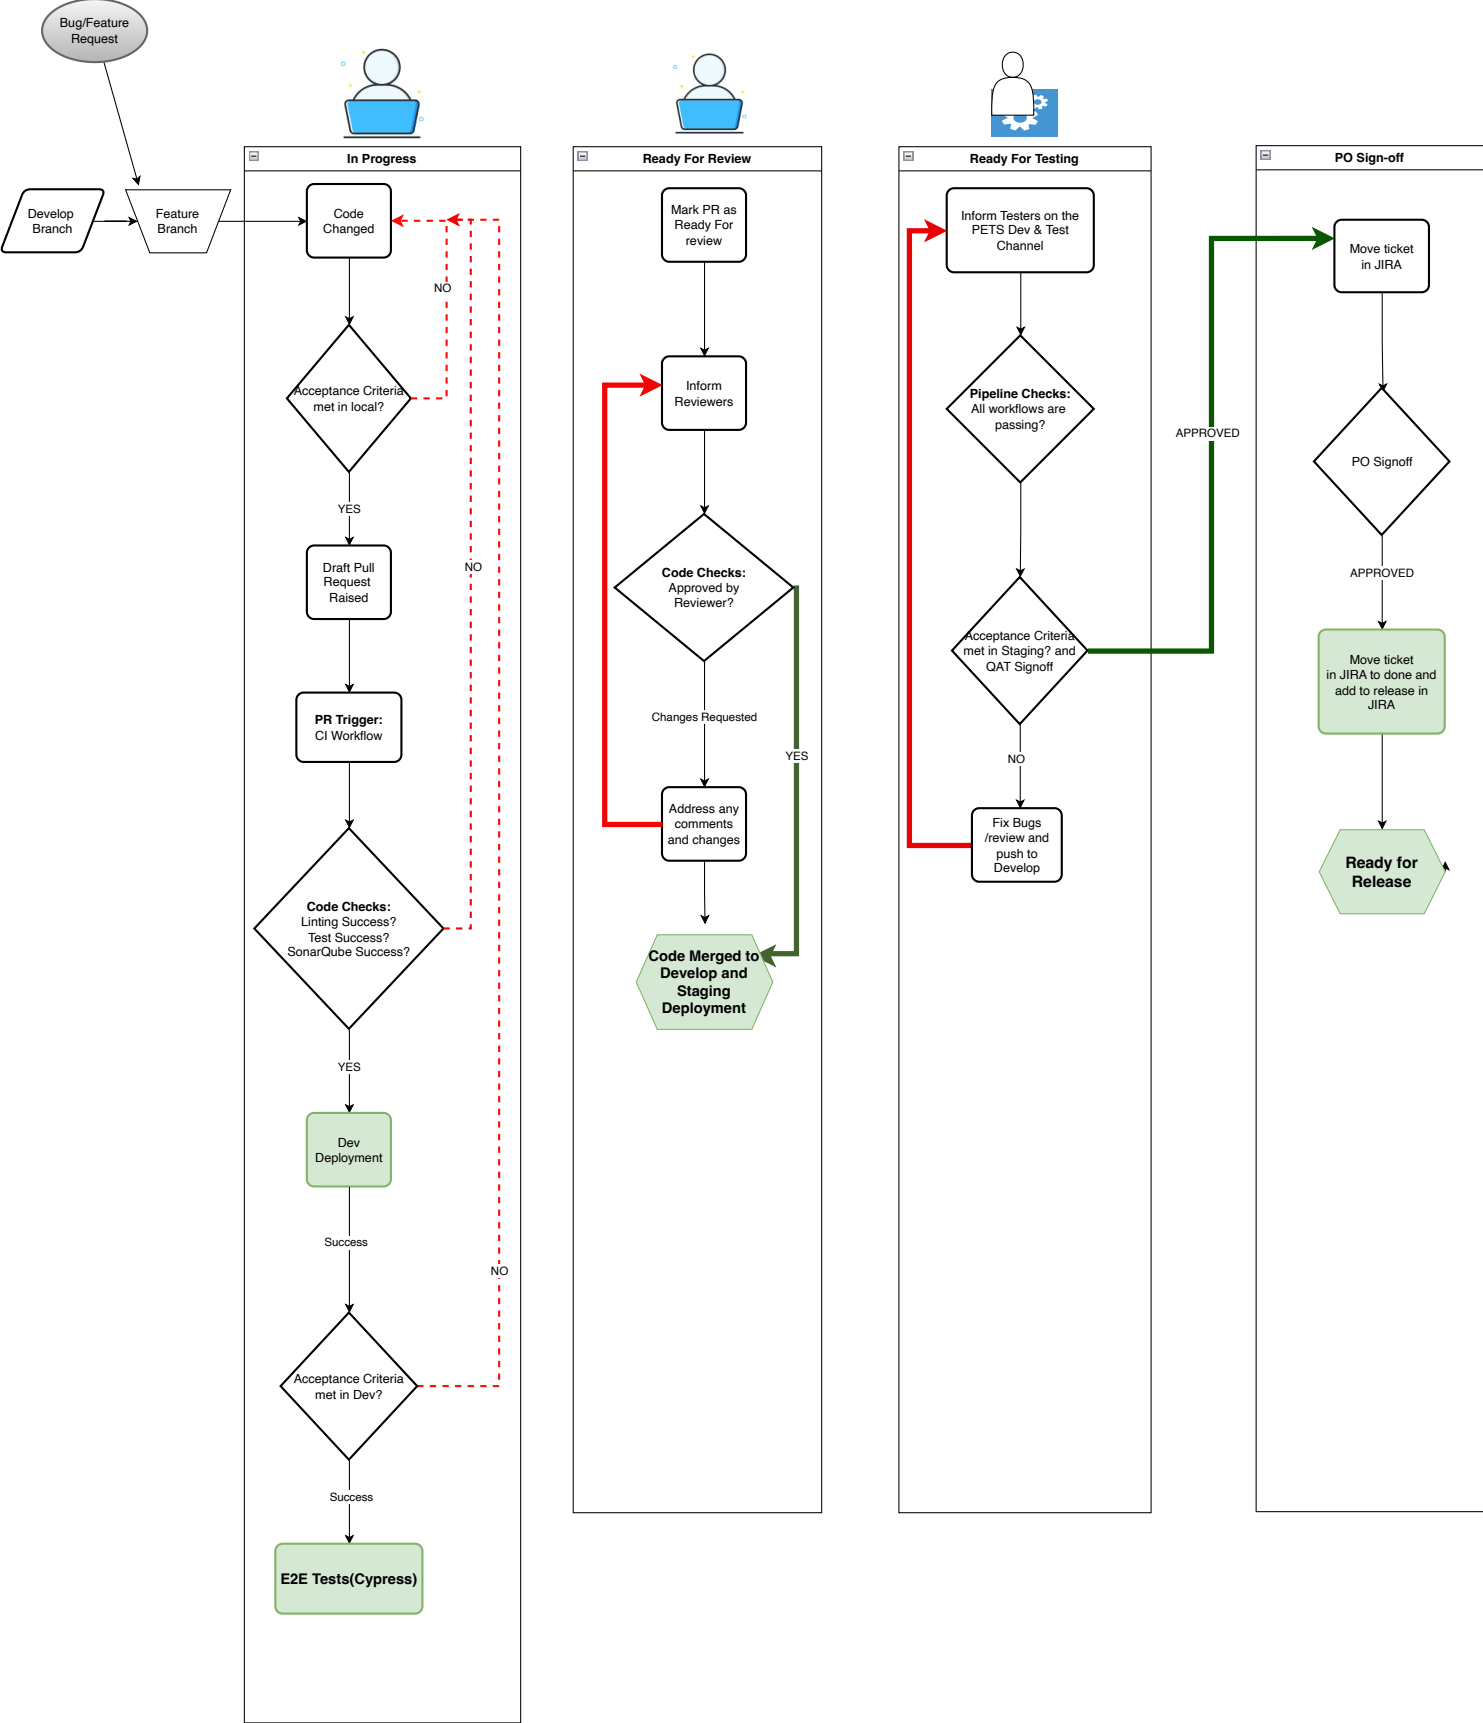 Bug/Feature
Request
Develop
Branch
Feature
Branch
In Progress
Code
Changed
NO
Acceptance Criteria
met in local?
YES
Draft Pull
Request
Raised
NO
PR Trigger:
CI Workflow
Code Checks:
Linting Success?
Test Success?
SonarQube Success?
YES
Dev
Deployment
Success
NO
Acceptance Criteria
met in Dev?
Success
E2E Tests(Cypress)
Ready For Review
Mark PR as
Ready For
review
Inform
Reviewers
Code Checks:
Approved by
Reviewer?
Changes Requested
YES
Address any
comments
and changes
Code Merged to
Develop and
Staging
Deployment
Ready For Testing
Inform Testers on the
PETS Dev & Test
Channel
Pipeline Checks:
All workflows are
passing?
Acceptance Criteria
met in Staging? and
QAT Signoff
NO
Fix Bugs
/review and
push to
Develop
APPROVED
PO Sign-off
Move ticket
in JIRA
PO Signoff
APPROVED
Move ticket
in JIRA to done and
add to release in
JIRA
Ready for
Release